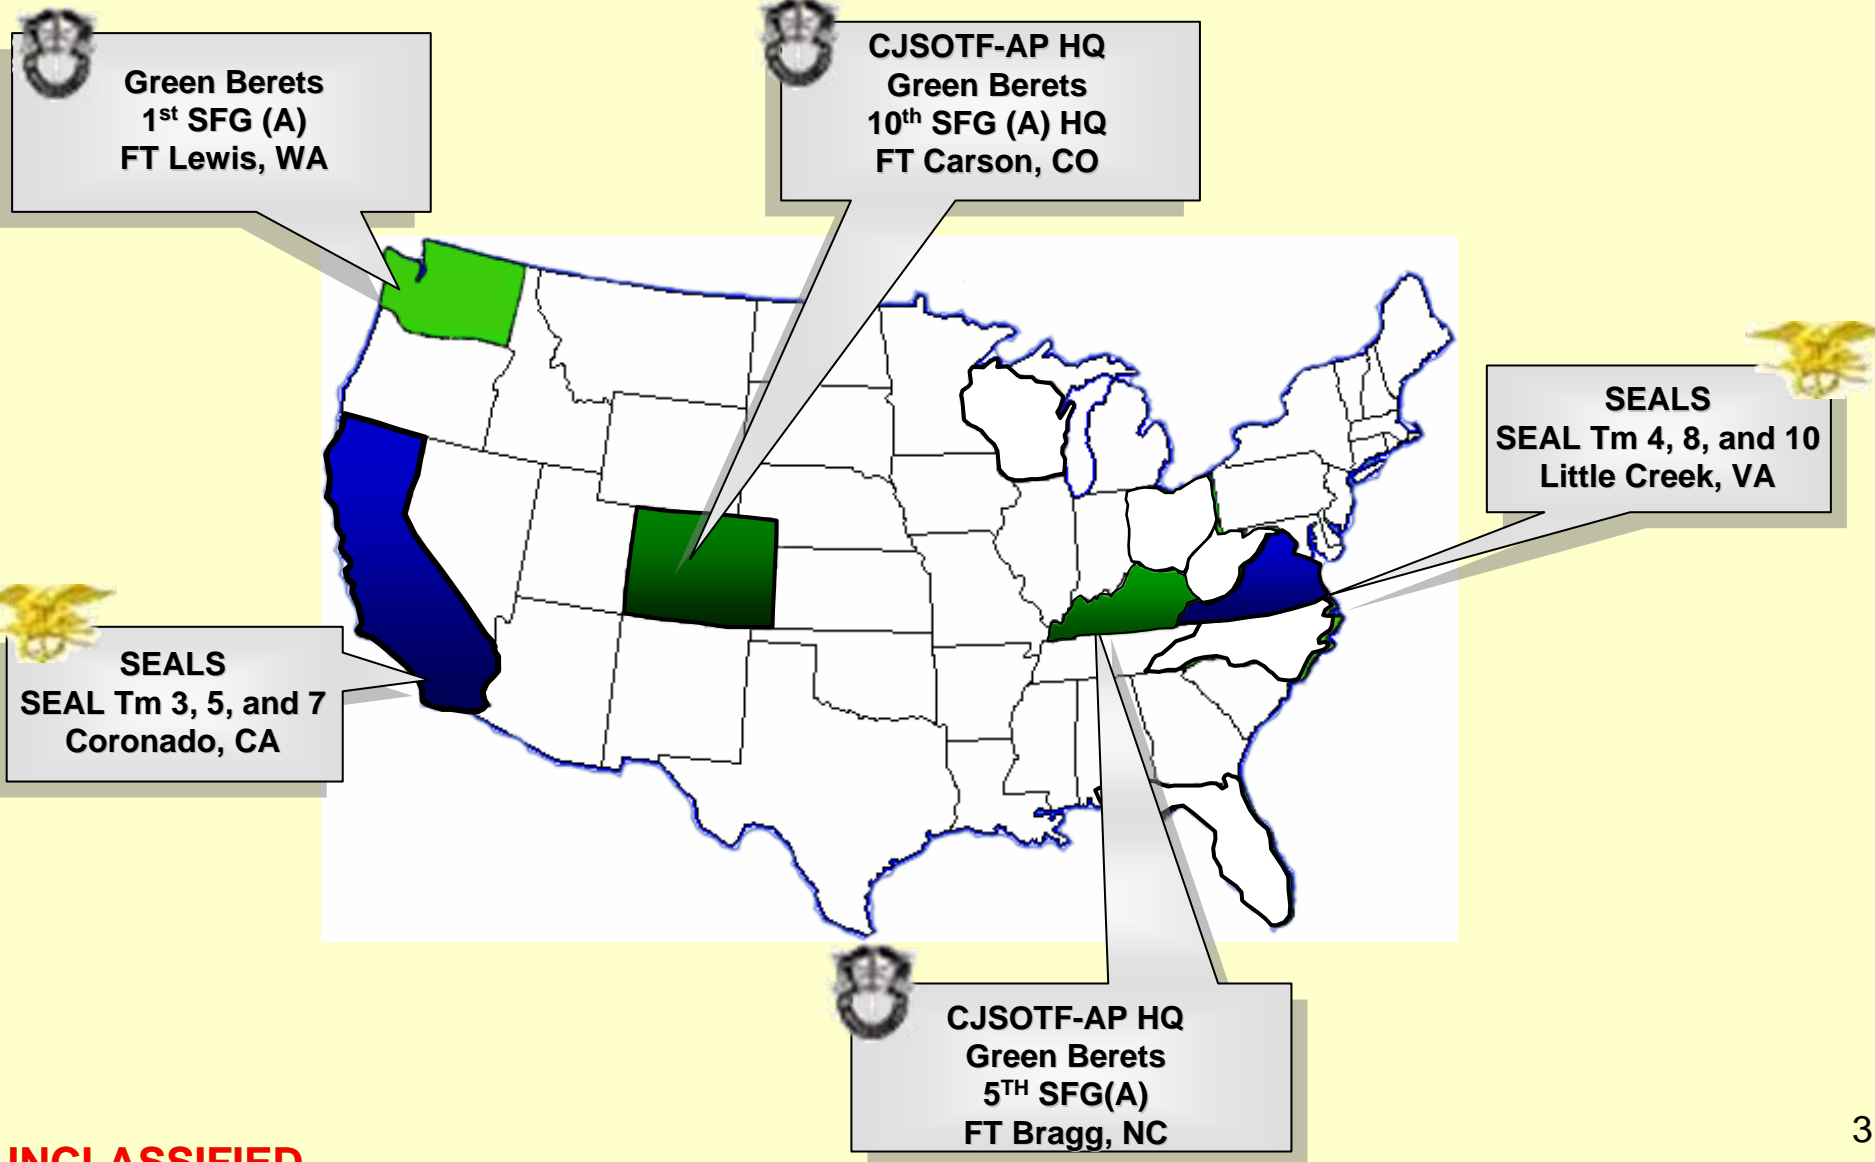 Green Berets
1st SFG (A)
FT Lewis, WA
CJSOTF-AP HQ
Green Berets
10th SFG (A) HQ
FT Carson, CO
SEALS
SEAL Tm 4, 8, and 10
Little Creek, VA
SEALS
SEAL Tm 3, 5, and 7
Coronado, CA
CJSOTF-AP HQ
Green Berets
5TH SFG(A)
FT Bragg, NC
3
UNCLASSIFIED